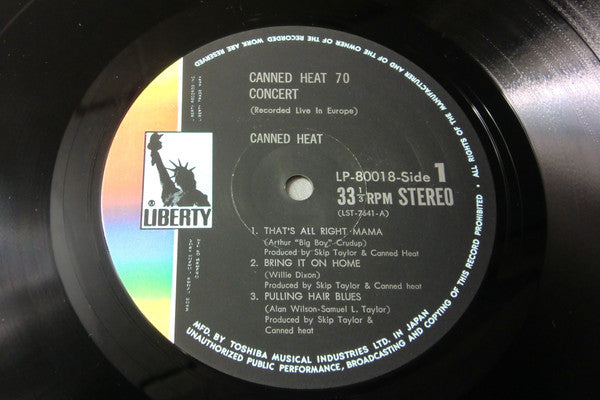 ALL RIGHTS OF THE MANUFACTURER AND OF THE OWNER OF THE RECORDED WORK ARE RESERVED
CANNED HEAT 70
CONCERT
(Recorded Live In Europe)
CANNED HEAT
LP-80018-Side 1
33 1/3 RPM STEREO
(LST-7641-A)
® LIBERTY
1. THAT'S ALL RIGHT MAMA
(Arthur "Big Boy" Crudup)
Produced by Skip Taylor & Canned Heat
2. BRING IT ON HOME
(Willie Dixon)
Produced by Skip Taylor & Canned heat
3. PULLING HAIR BLUES
(Alan Wilson-Samuel L. Taylor)
Produced by Skip Taylor &
Canned heat
MFD. BY TOSHIBA MUSICAL INDUSTRIES LTD. IN JAPAN
UNAUTHORIZED PUBLIC PERFORMANCE, BROADCASTING AND COPYING OF THIS RECORD PROHIBITED •